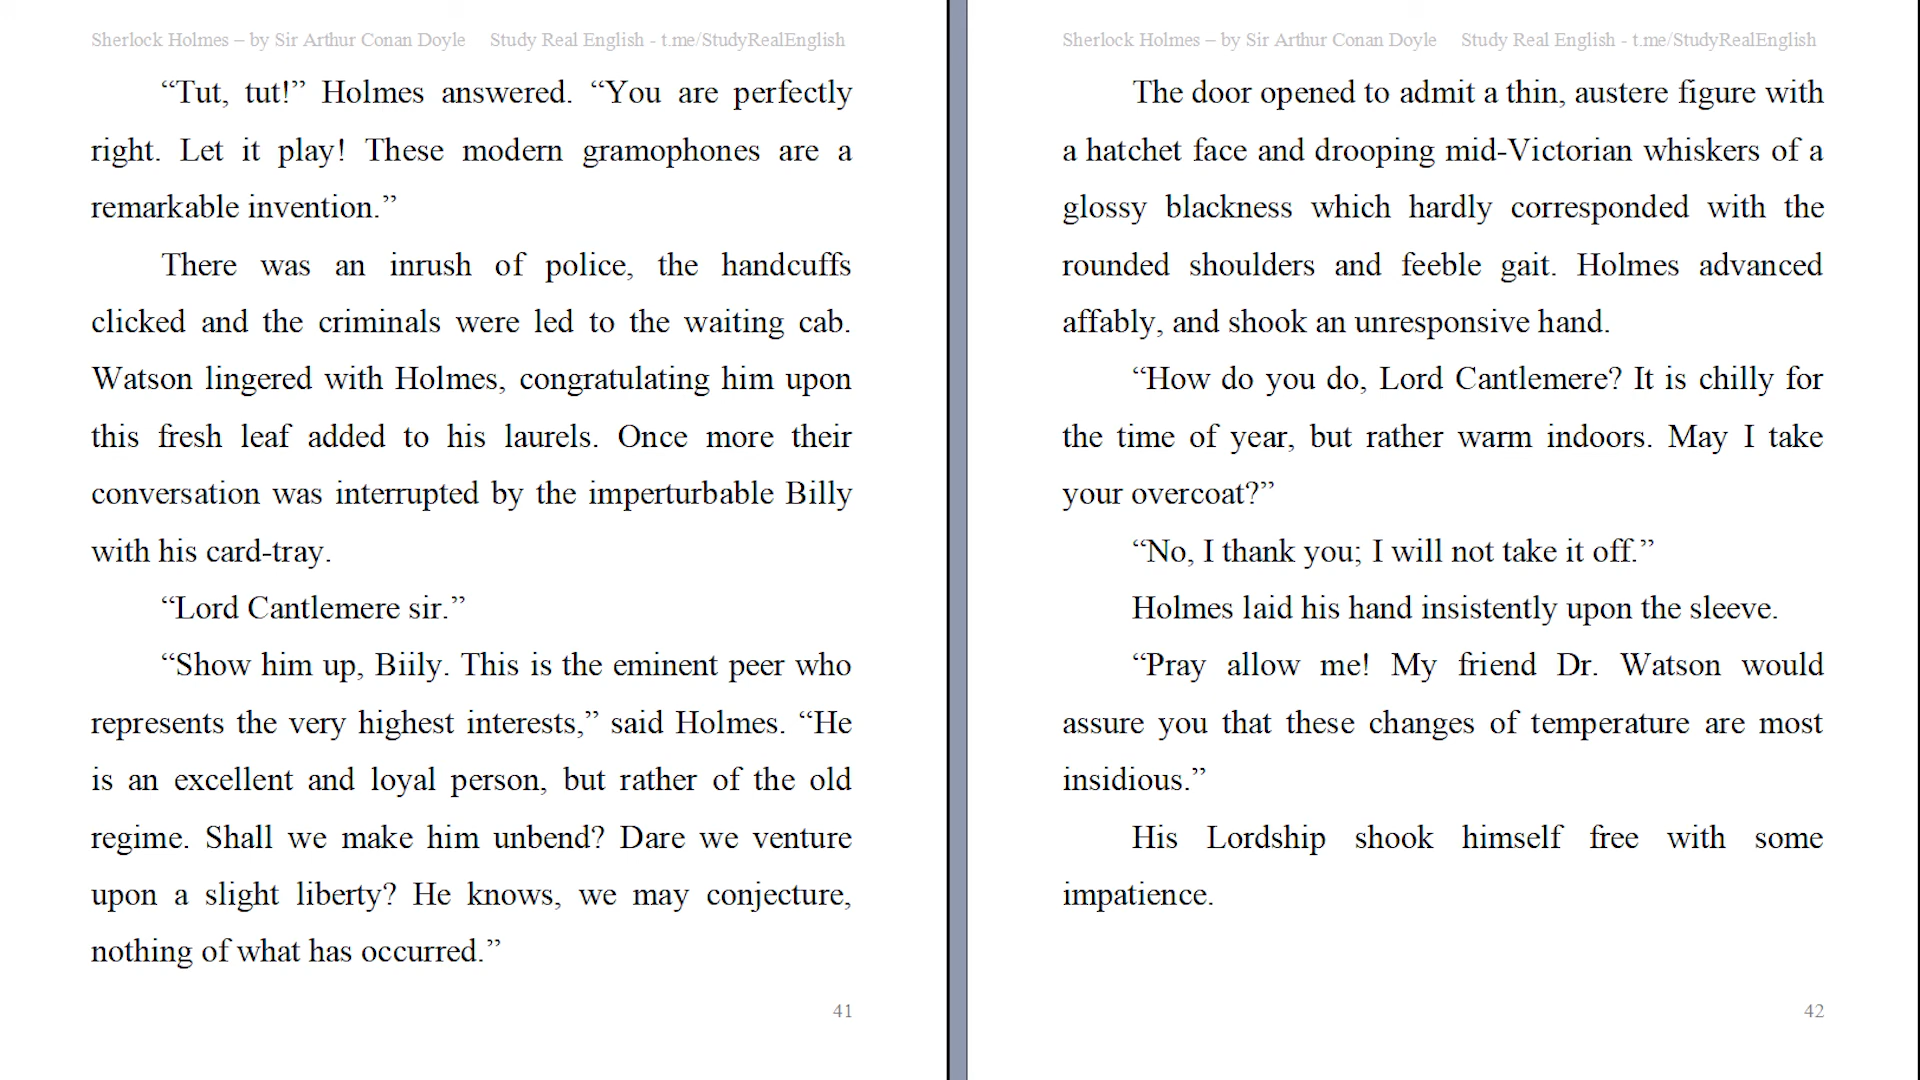 Sherlock Holmes – by Sir Arthur Conan Doyle Study Real English - t.me/StudyRealEnglish
“Tut, tut!” Holmes answered. “You are perfectly
right. Let it play! These modern gramophones are a
remarkable invention.”
There was an inrush of police, the handcuffs
clicked and the criminals were led to the waiting cab.
Watson lingered with Holmes, congratulating him upon
this fresh leaf added to his laurels. Once more their
conversation was interrupted by the imperturbable Billy
with his card-tray.
“Lord Cantlemere sir.”
“Show him up, Biily. This is the eminent peer who
represents the very highest interests,” said Holmes. “He
is an excellent and loyal person, but rather of the old
regime. Shall we make him unbend? Dare we venture
upon a slight liberty? He knows, we may conjecture,
nothing of what has occurred.”
41
Sherlock Holmes – by Sir Arthur Conan Doyle Study Real English - t.me/StudyRealEnglish
The door opened to admit a thin, austere figure with
a hatchet face and drooping mid-Victorian whiskers of a
glossy blackness which hardly corresponded with the
rounded shoulders and feeble gait. Holmes advanced
affably, and shook an unresponsive hand.
“How do you do, Lord Cantlemere? It is chilly for
the time of year, but rather warm indoors. May I take
your overcoat?”
“No, I thank you; I will not take it off.”
Holmes laid his hand insistently upon the sleeve.
“Pray allow me! My friend Dr. Watson would
assure you that these changes of temperature are most
insidious.”
His Lordship shook himself free with some
impatience.
42